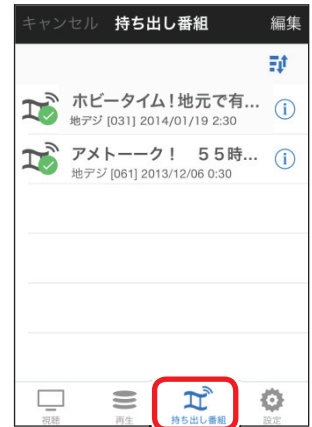 キャンセル 持ち出し番組 編集
ホビータイム!地元で有...
地デジ [031] 2014/01/19 2:30
アメトーーク! 55時...
地デジ [061] 2013/12/06 0:30
視聴 再生 持ち出し番組 設定